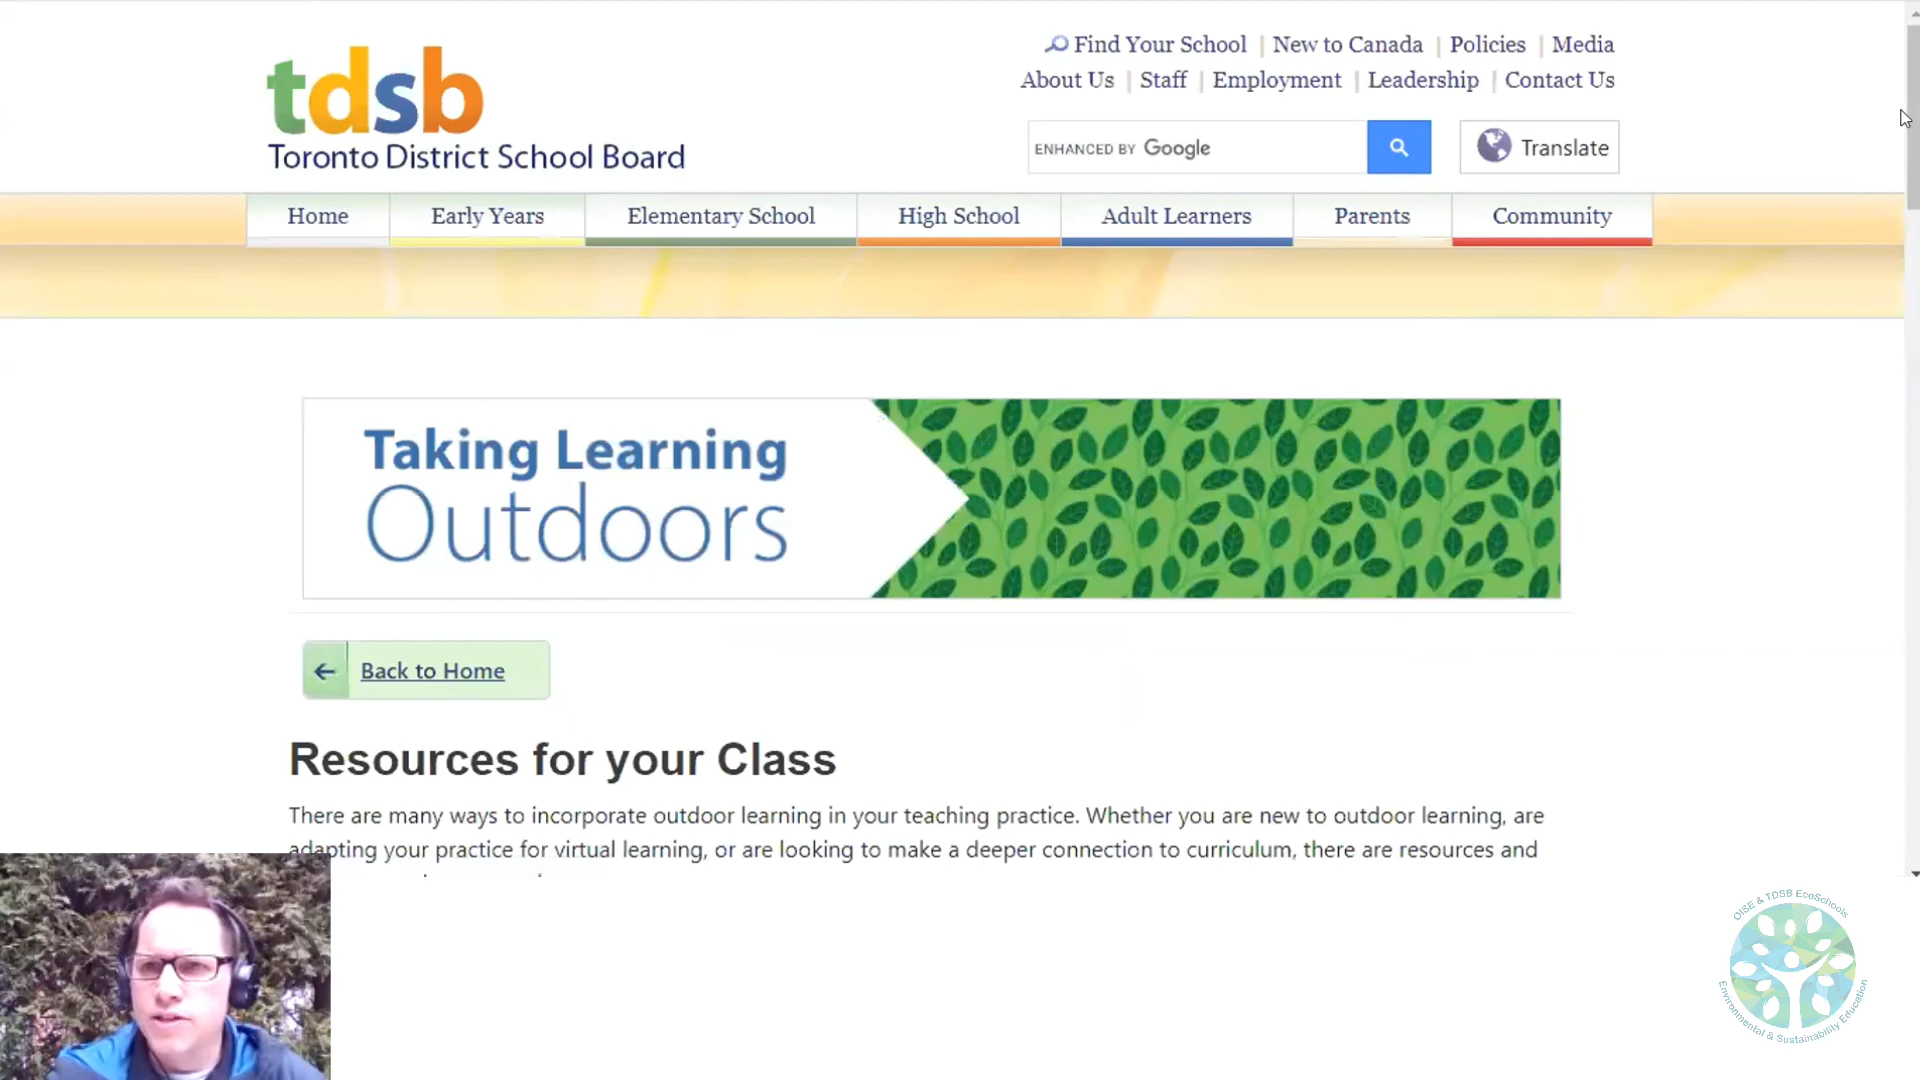 tdsb
Toronto District School Board
Find Your School | New to Canada | Policies | Media
About Us | Staff | Employment | Leadership | Contact Us
ENHANCED BY Google
Translate
Home
Early Years
Elementary School
High School
Adult Learners
Parents
Community
Taking Learning
Outdoors
Back to Home
Resources for your Class
There are many ways to incorporate outdoor learning in your teaching practice. Whether you are new to outdoor learning, are
adapting your practice for virtual learning, or are looking to make a deeper connection to curriculum, there are resources and
OISE & TDSB EcoSchools
Environmental & Sustainability Education